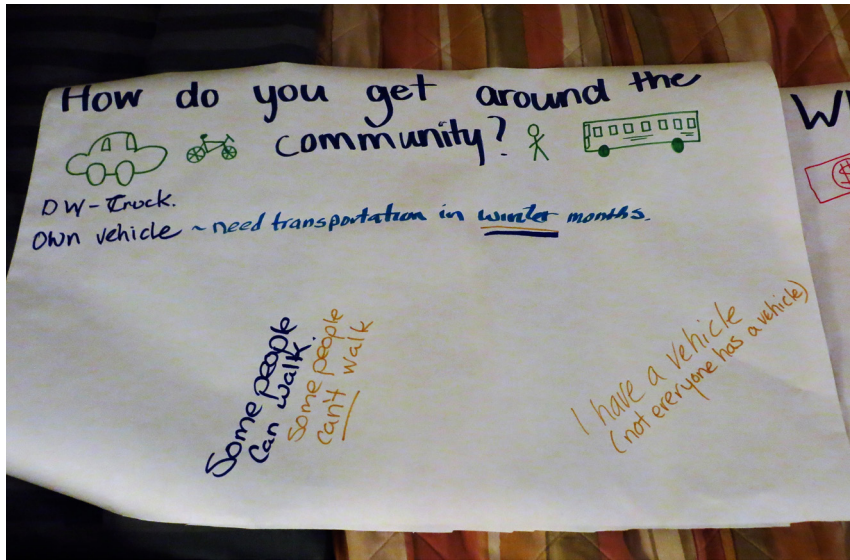 How do you get around the
community?
DW-Truck.
Own vehicle ~ need transportation in winter months.
Some people
can walk.
Some people
can't walk
I have a vehicle
(not everyone has a vehicle)
W
$